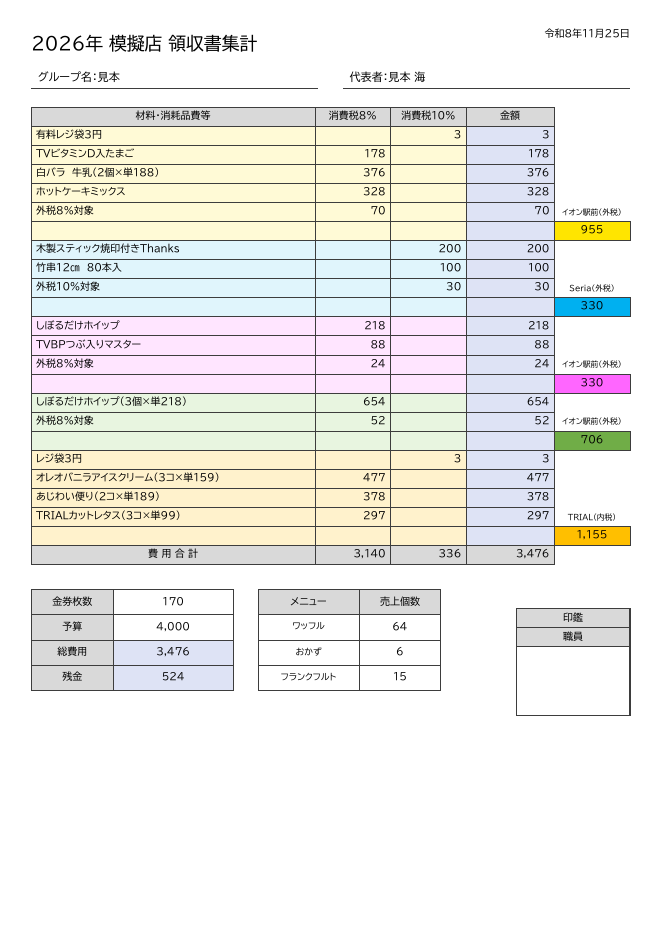 令和8年11月25日
2026年 模擬店 領収書集計
グループ名：見本 代表者：見本 海
材料・消耗品費等 消費税8% 消費税10% 金額
有料レジ袋3円 3 3
TVビタミンD入たまご 178 178
白バラ 牛乳(2個×単188) 376 376
ホットケーキミックス 328 328
外税8%対象 70 70 イオン駅前(外税)
955
木製スティック焼印付きThanks 200 200
竹串12㎝ 80本入 100 100
外税10%対象 30 30 Seria(外税)
330
しぼるだけホイップ 218 218
TVBPつぶ入りマスター 88 88
外税8%対象 24 24 イオン駅前(外税)
330
しぼるだけホイップ(3個×単218) 654 654
外税8%対象 52 52 イオン駅前(外税)
706
レジ袋3円 3 3
オレオバニラアイスクリーム(3コ×単159) 477 477
あじわい便り(2コ×単189) 378 378
TRIALカットレタス(3コ×単99) 297 297 TRIAL(内税)
1,155
費用合計 3,140 336 3,476
金券枚数 170 メニュー 売上個数
予算 4,000 ワッフル 64
総費用 3,476 おかず 6
残金 524 フランクフルト 15
印鑑
職員